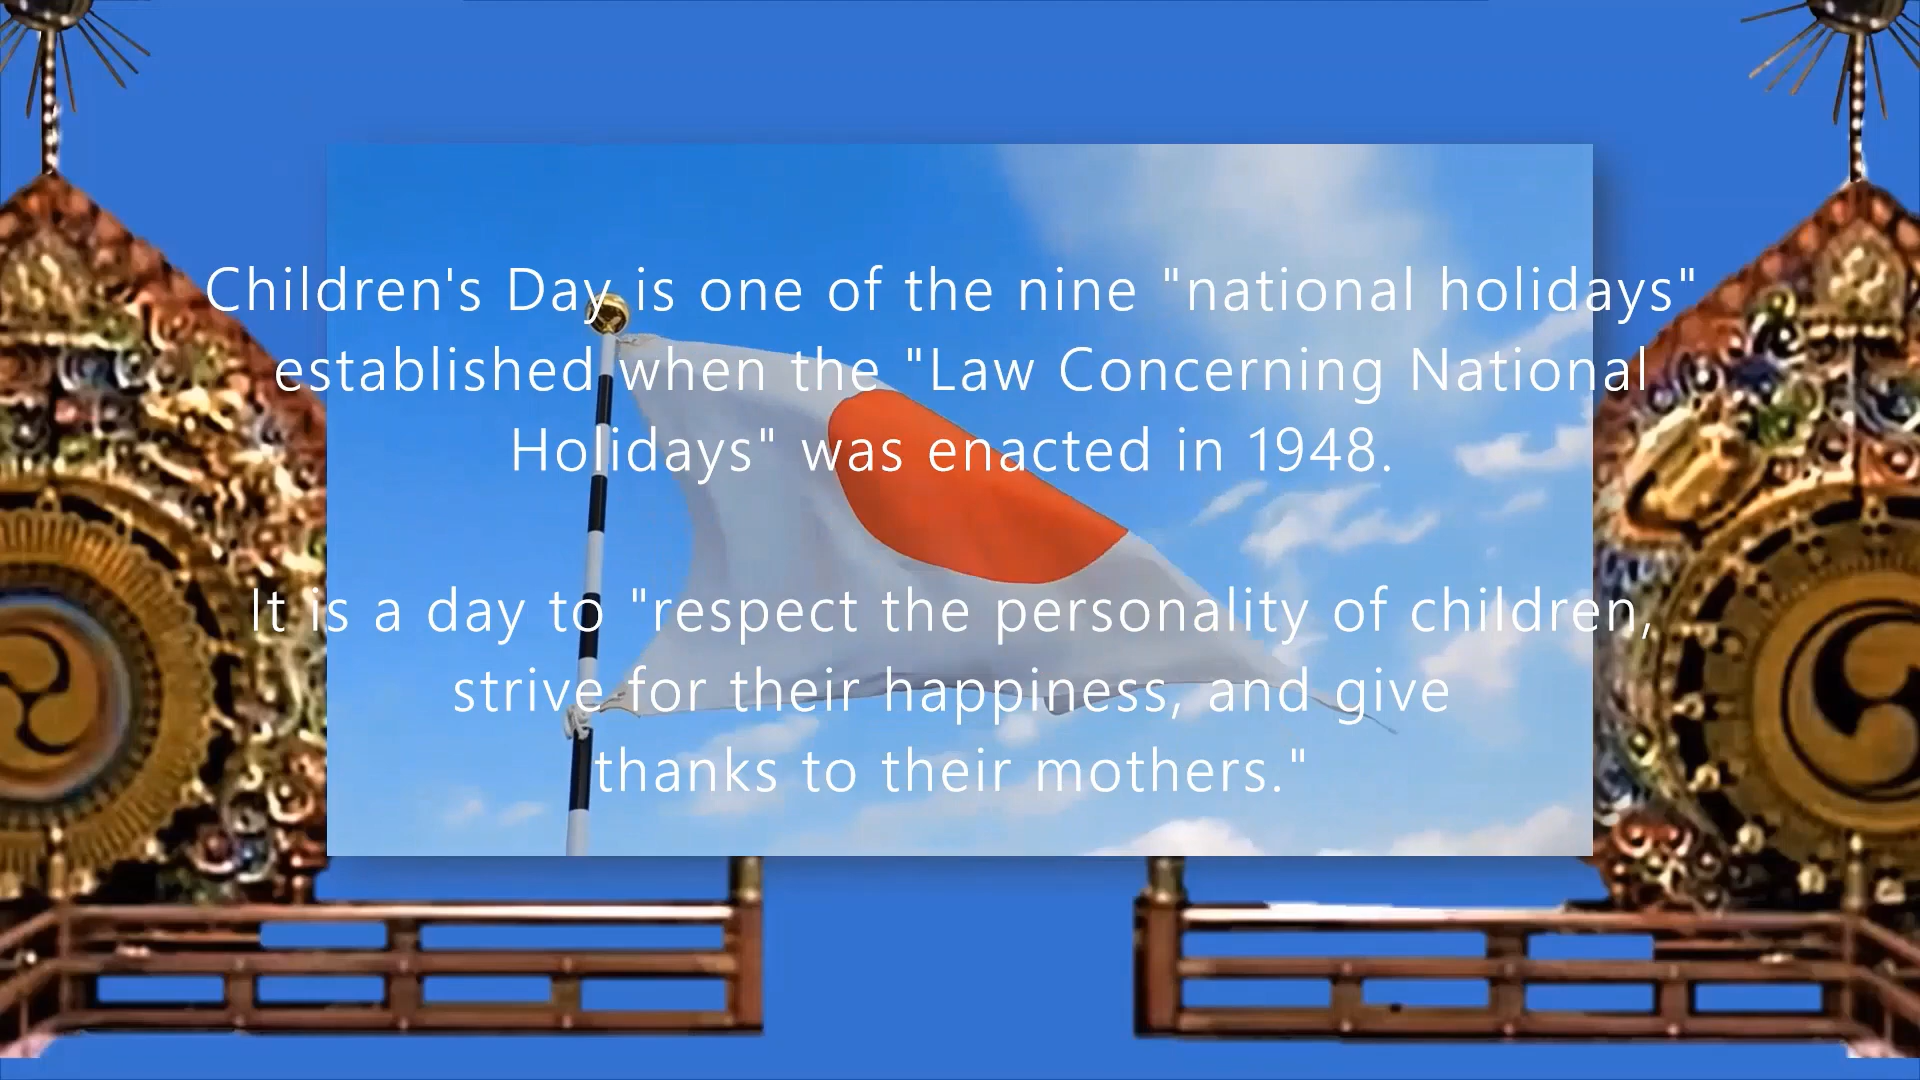 Children's Day is one of the nine "national holidays"
established when the "Law Concerning National
Holidays" was enacted in 1948.
It is a day to "respect the personality of children,
strive for their happiness, and give
thanks to their mothers."